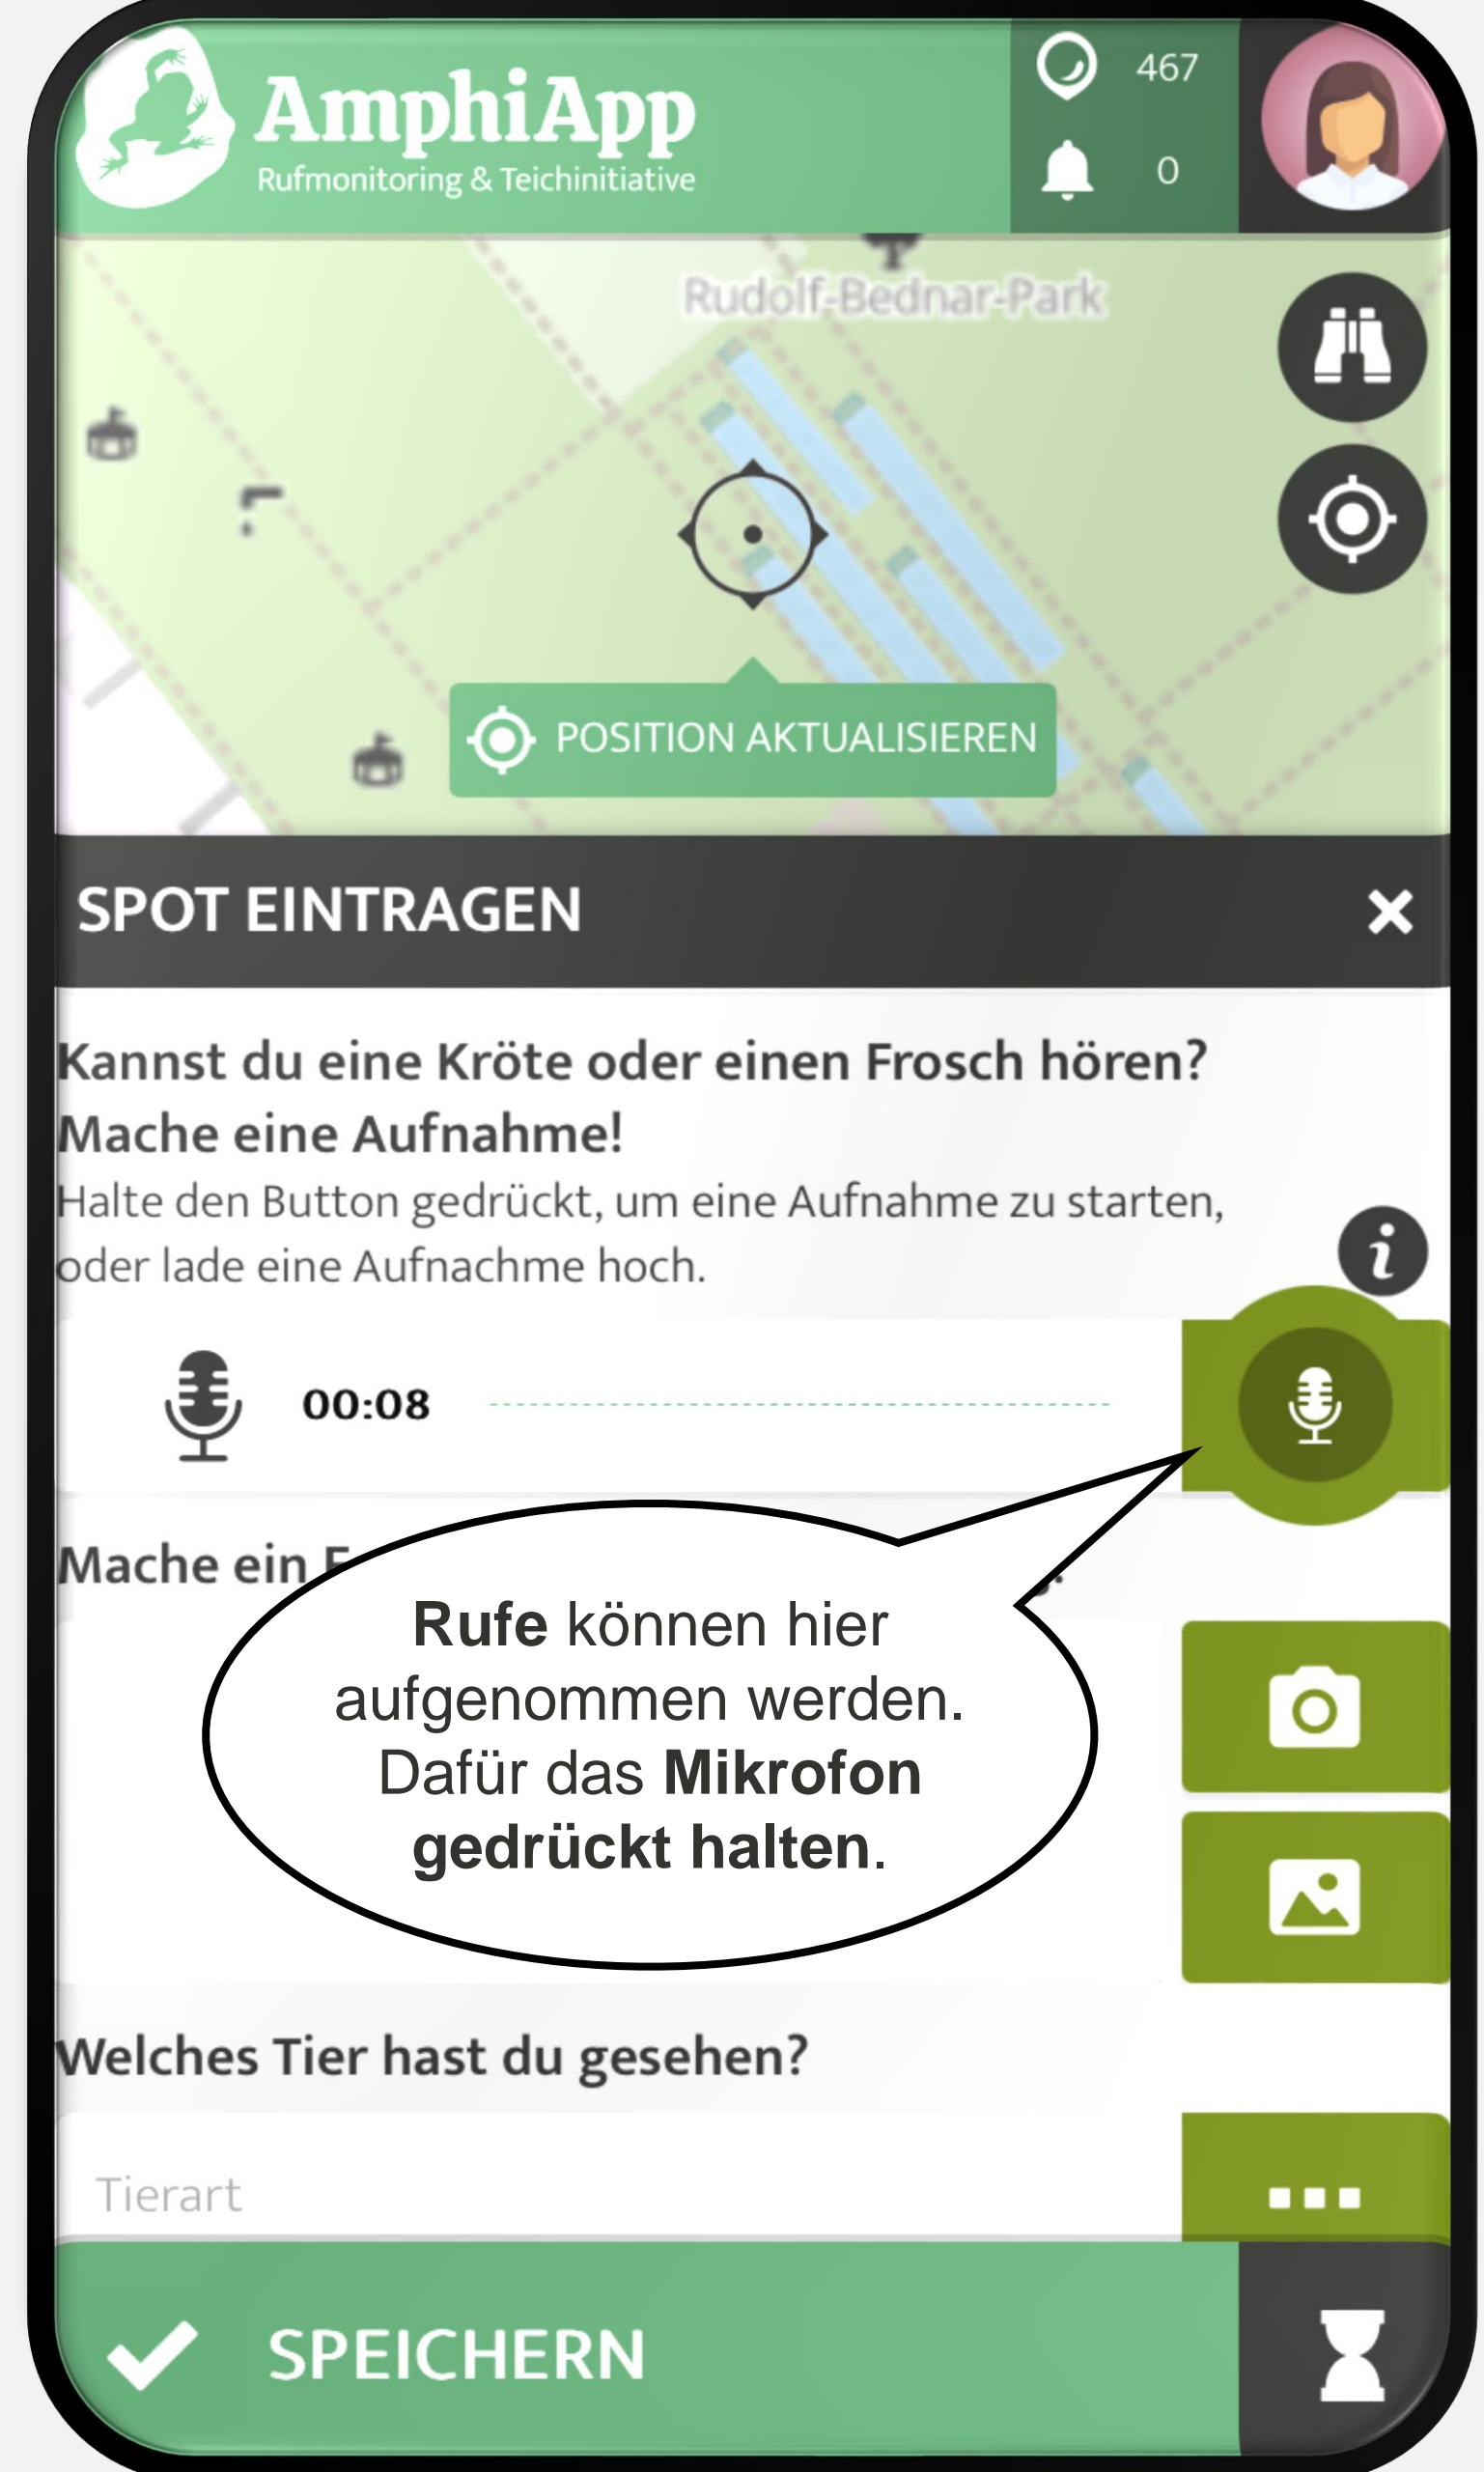 AmphiApp
Rufmonitoring & Teichinitiative
467
0
Rudolf-Bednar-Park
POSITION AKTUALISIEREN
SPOT EINTRAGEN
Kannst du eine Kröte oder einen Frosch hören?
Mache eine Aufnahme!
Halte den Button gedrückt, um eine Aufnahme zu starten,
oder lade eine Aufnachme hoch.
00:08
Mache ein
Rufe können hier
aufgenommen werden.
Dafür das Mikrofon
gedrückt halten.
Welches Tier hast du gesehen?
Tierart
SPEICHERN